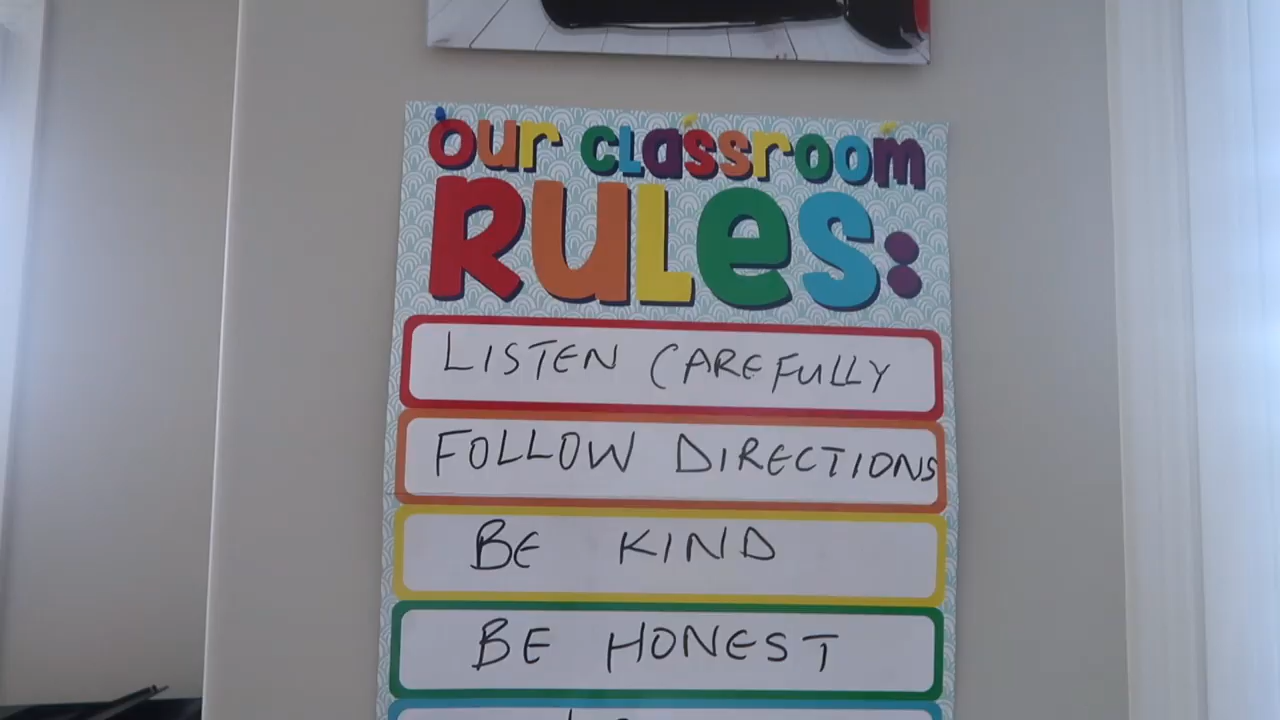 our classroom
RULes:
LISTEN CAREFULLY
FOLLOW DIRECTIONS
BE KIND
BE HONEST